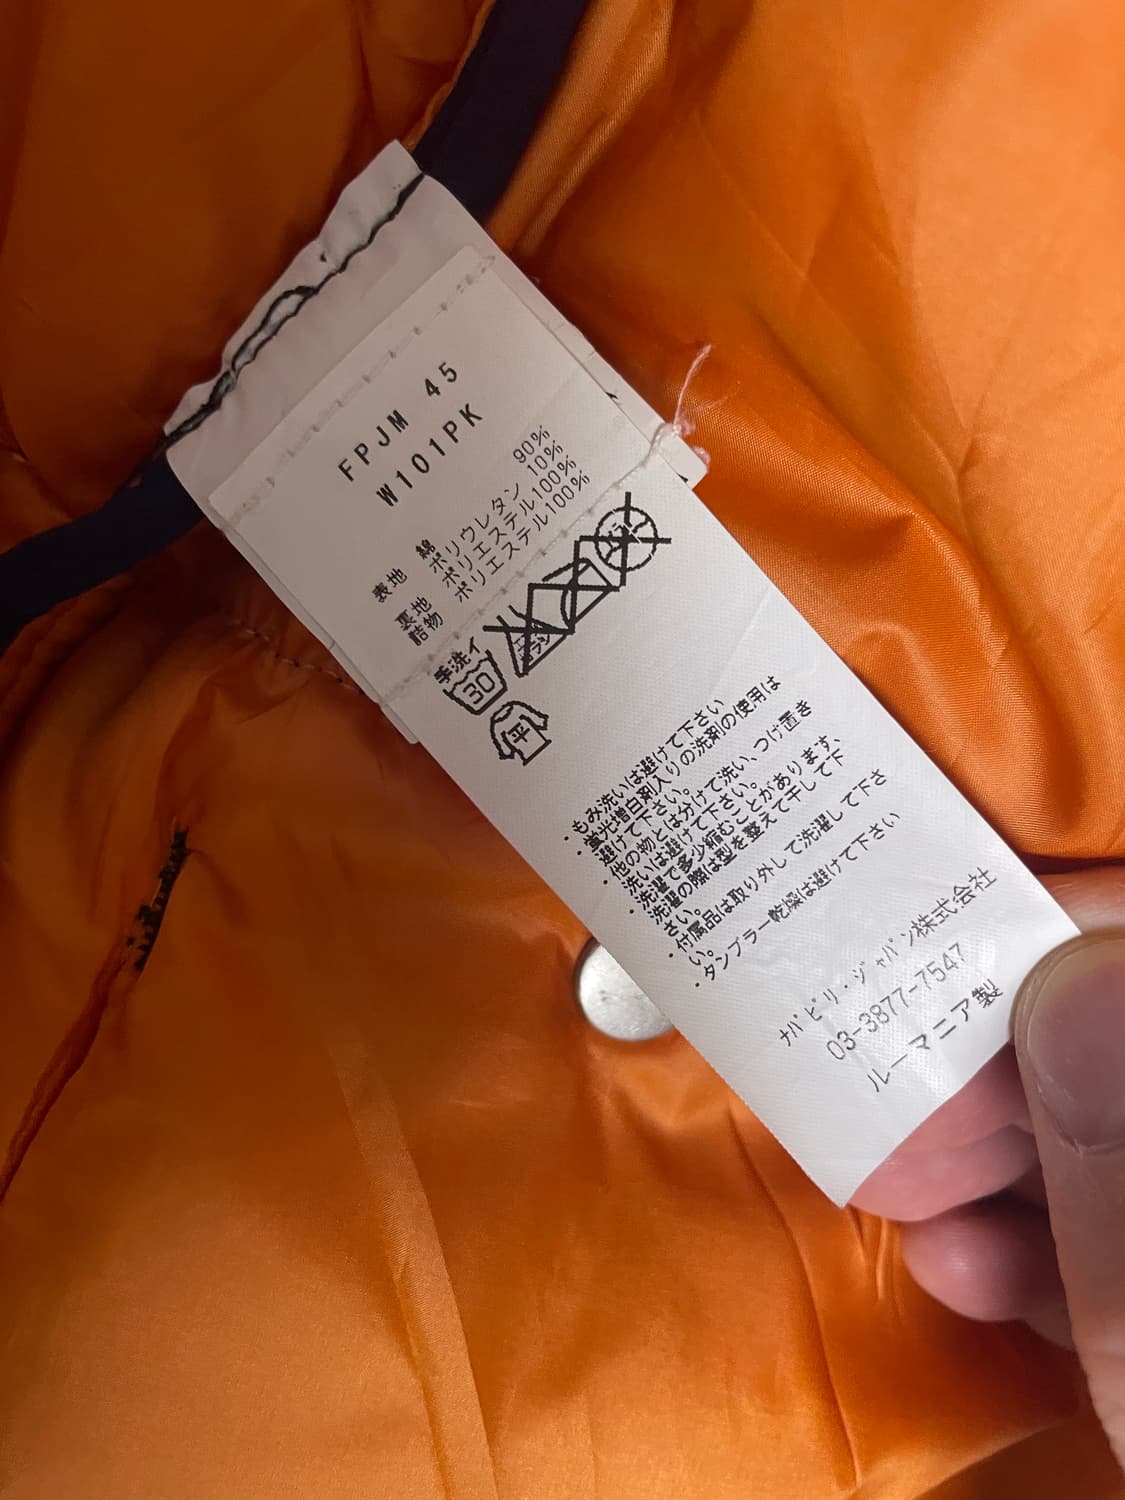 FPJM 45
W101PK
表地 綿 90%
ポリウレタン 10%
裏地 ポリエステル100%
詰物 ポリエステル100%
手洗イ
30
エンソ
サラシ
ドライ
平
・もみ洗いは避けて下さい
・蛍光増白剤入りの洗剤の使用は
避けて下さい。
・他の物とは分けて洗い、つけ置き
洗いは避けて下さい。
・洗濯で多少縮むことがあります、
洗濯の際は型を整えて干して下
さい。
・付属品は取り外して洗濯して下さ
い。
・タンブラー乾燥は避けて下さい
ナパピリ・ジャパン株式会社
03-3877-7547
ルーマニア製